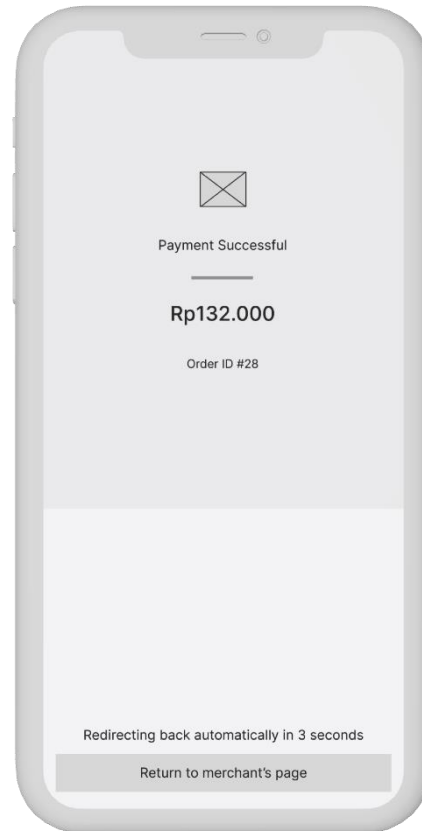 Payment Successful
Rp132.000
Order ID #28
Redirecting back automatically in 3 seconds
Return to merchant's page